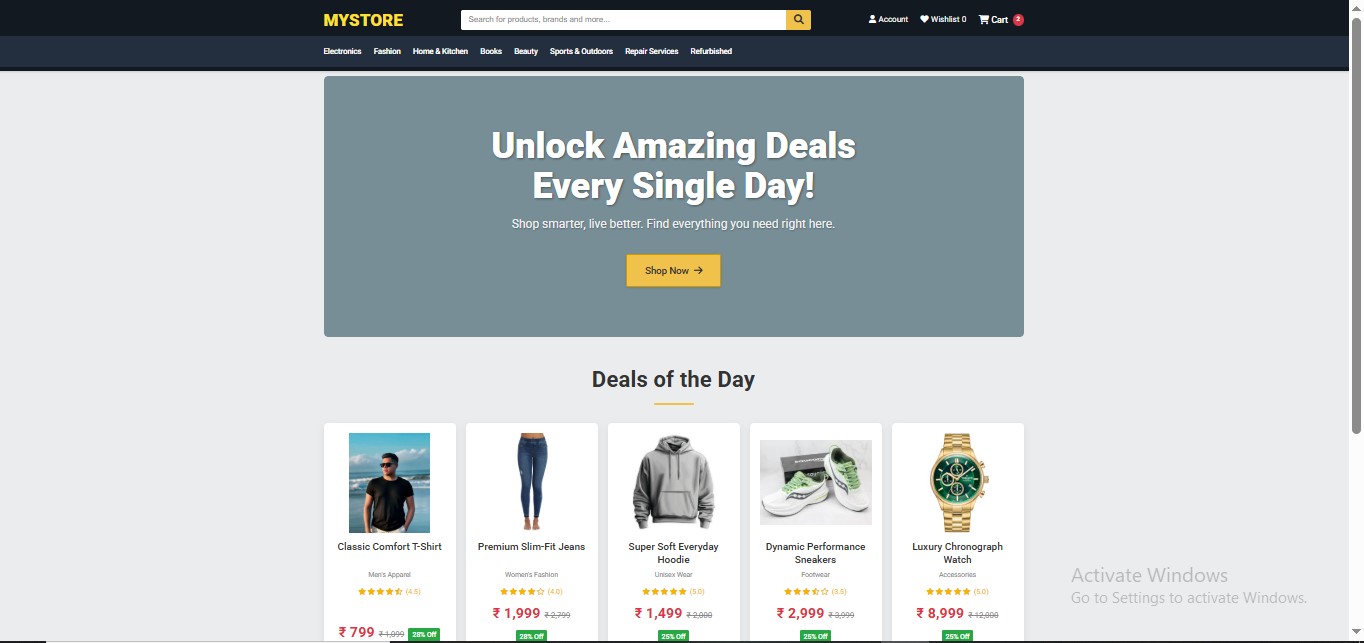 MYSTORE
Search for products, brands and more...
Account
Wishlist 0
Cart 2
Electronics Fashion Home & Kitchen Books Beauty Sports & Outdoors Repair Services Refurbished
Unlock Amazing Deals
Every Single Day!
Shop smarter, live better. Find everything you need right here.
Shop Now →
Deals of the Day
Classic Comfort T-Shirt
Men's Apparel
(4.5)
₹ 799 ₹ 1,099 28% Off
Premium Slim-Fit Jeans
Women's Fashion
(4.0)
₹ 1,999 ₹ 2,799
28% Off
Super Soft Everyday
Hoodie
Unisex Wear
(5.0)
₹ 1,499 ₹ 2,000
25% Off
Dynamic Performance
Sneakers
Footwear
(3.5)
₹ 2,999 ₹ 3,999
25% Off
Luxury Chronograph
Watch
Accessories
(5.0)
₹ 8,999 ₹ 12,000
25% Off
Activate Windows
Go to Settings to activate Windows.